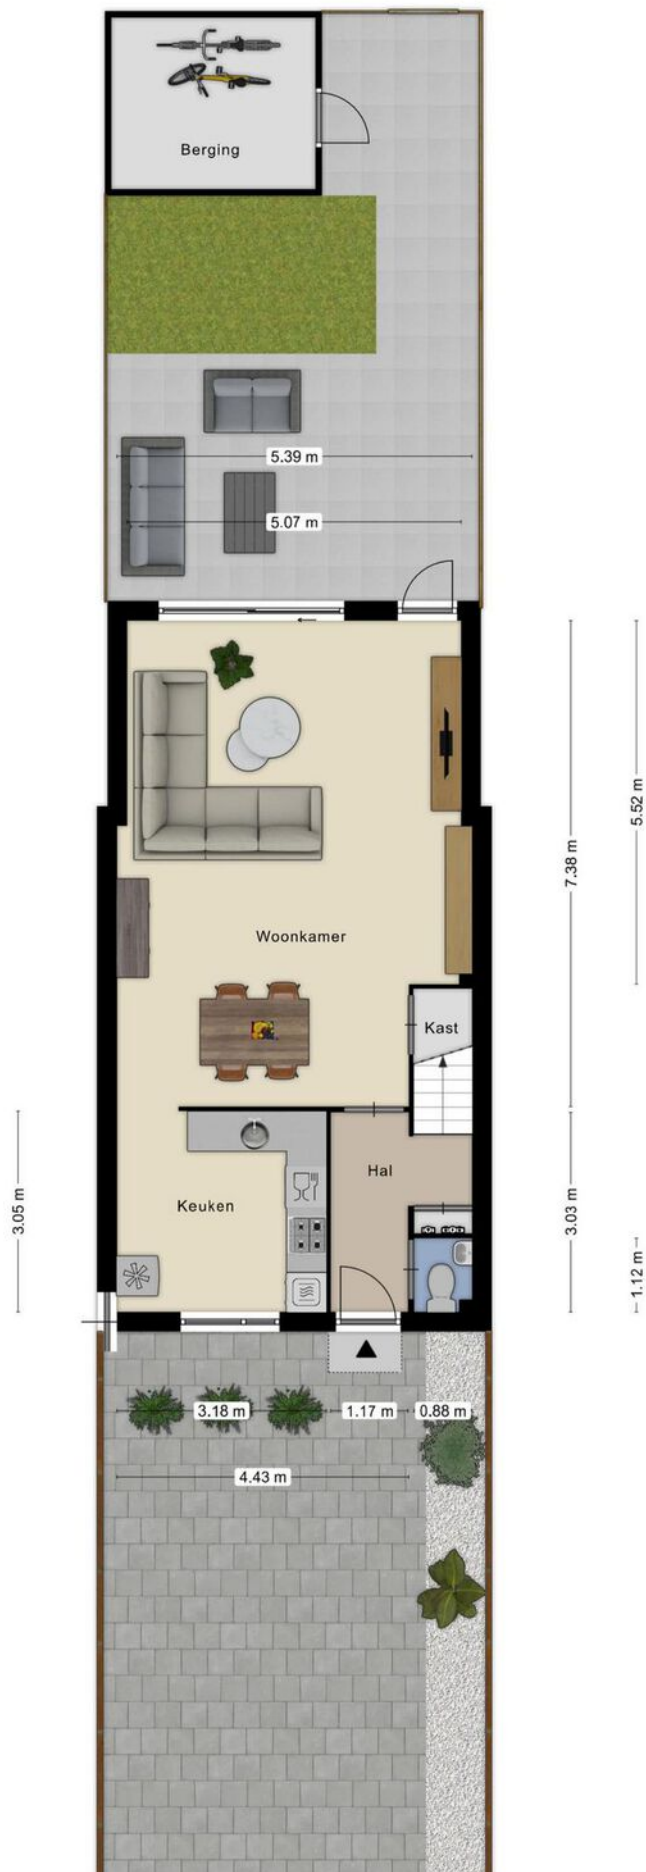 Berging
5.39 m
5.07 m
5.52 m
7.38 m
Woonkamer
Kast
Hal
Keuken
3.05 m
3.03 m
1.12 m
3.18 m
1.17 m
0.88 m
4.43 m